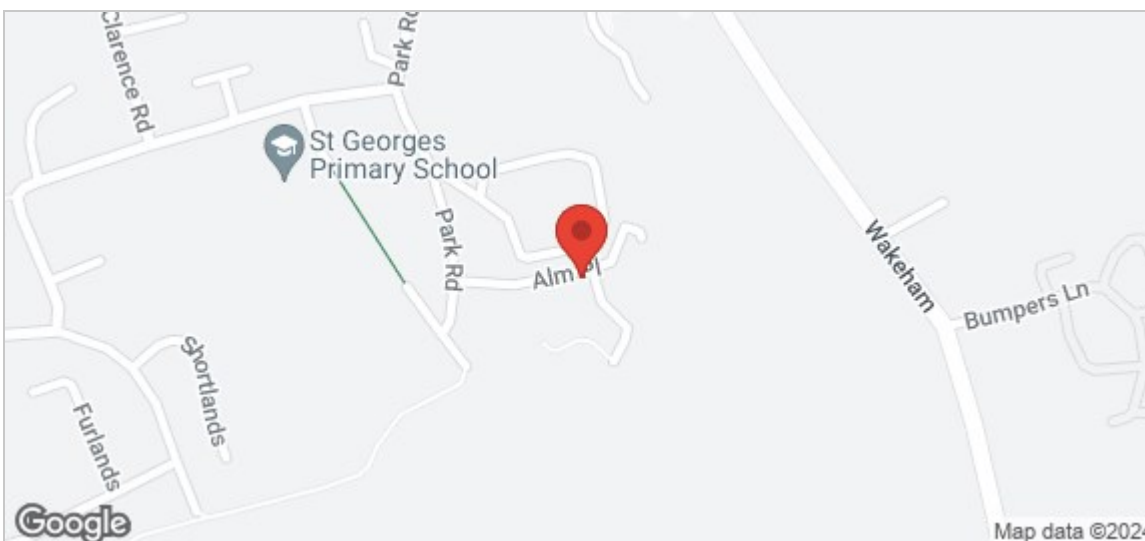 Clarence Rd
Park Rd
St Georges
Primary School
Park Rd
Alm Pl
Wakeham
Bumpers Ln
Shortlands
Furlands
Google
Map data ©2024